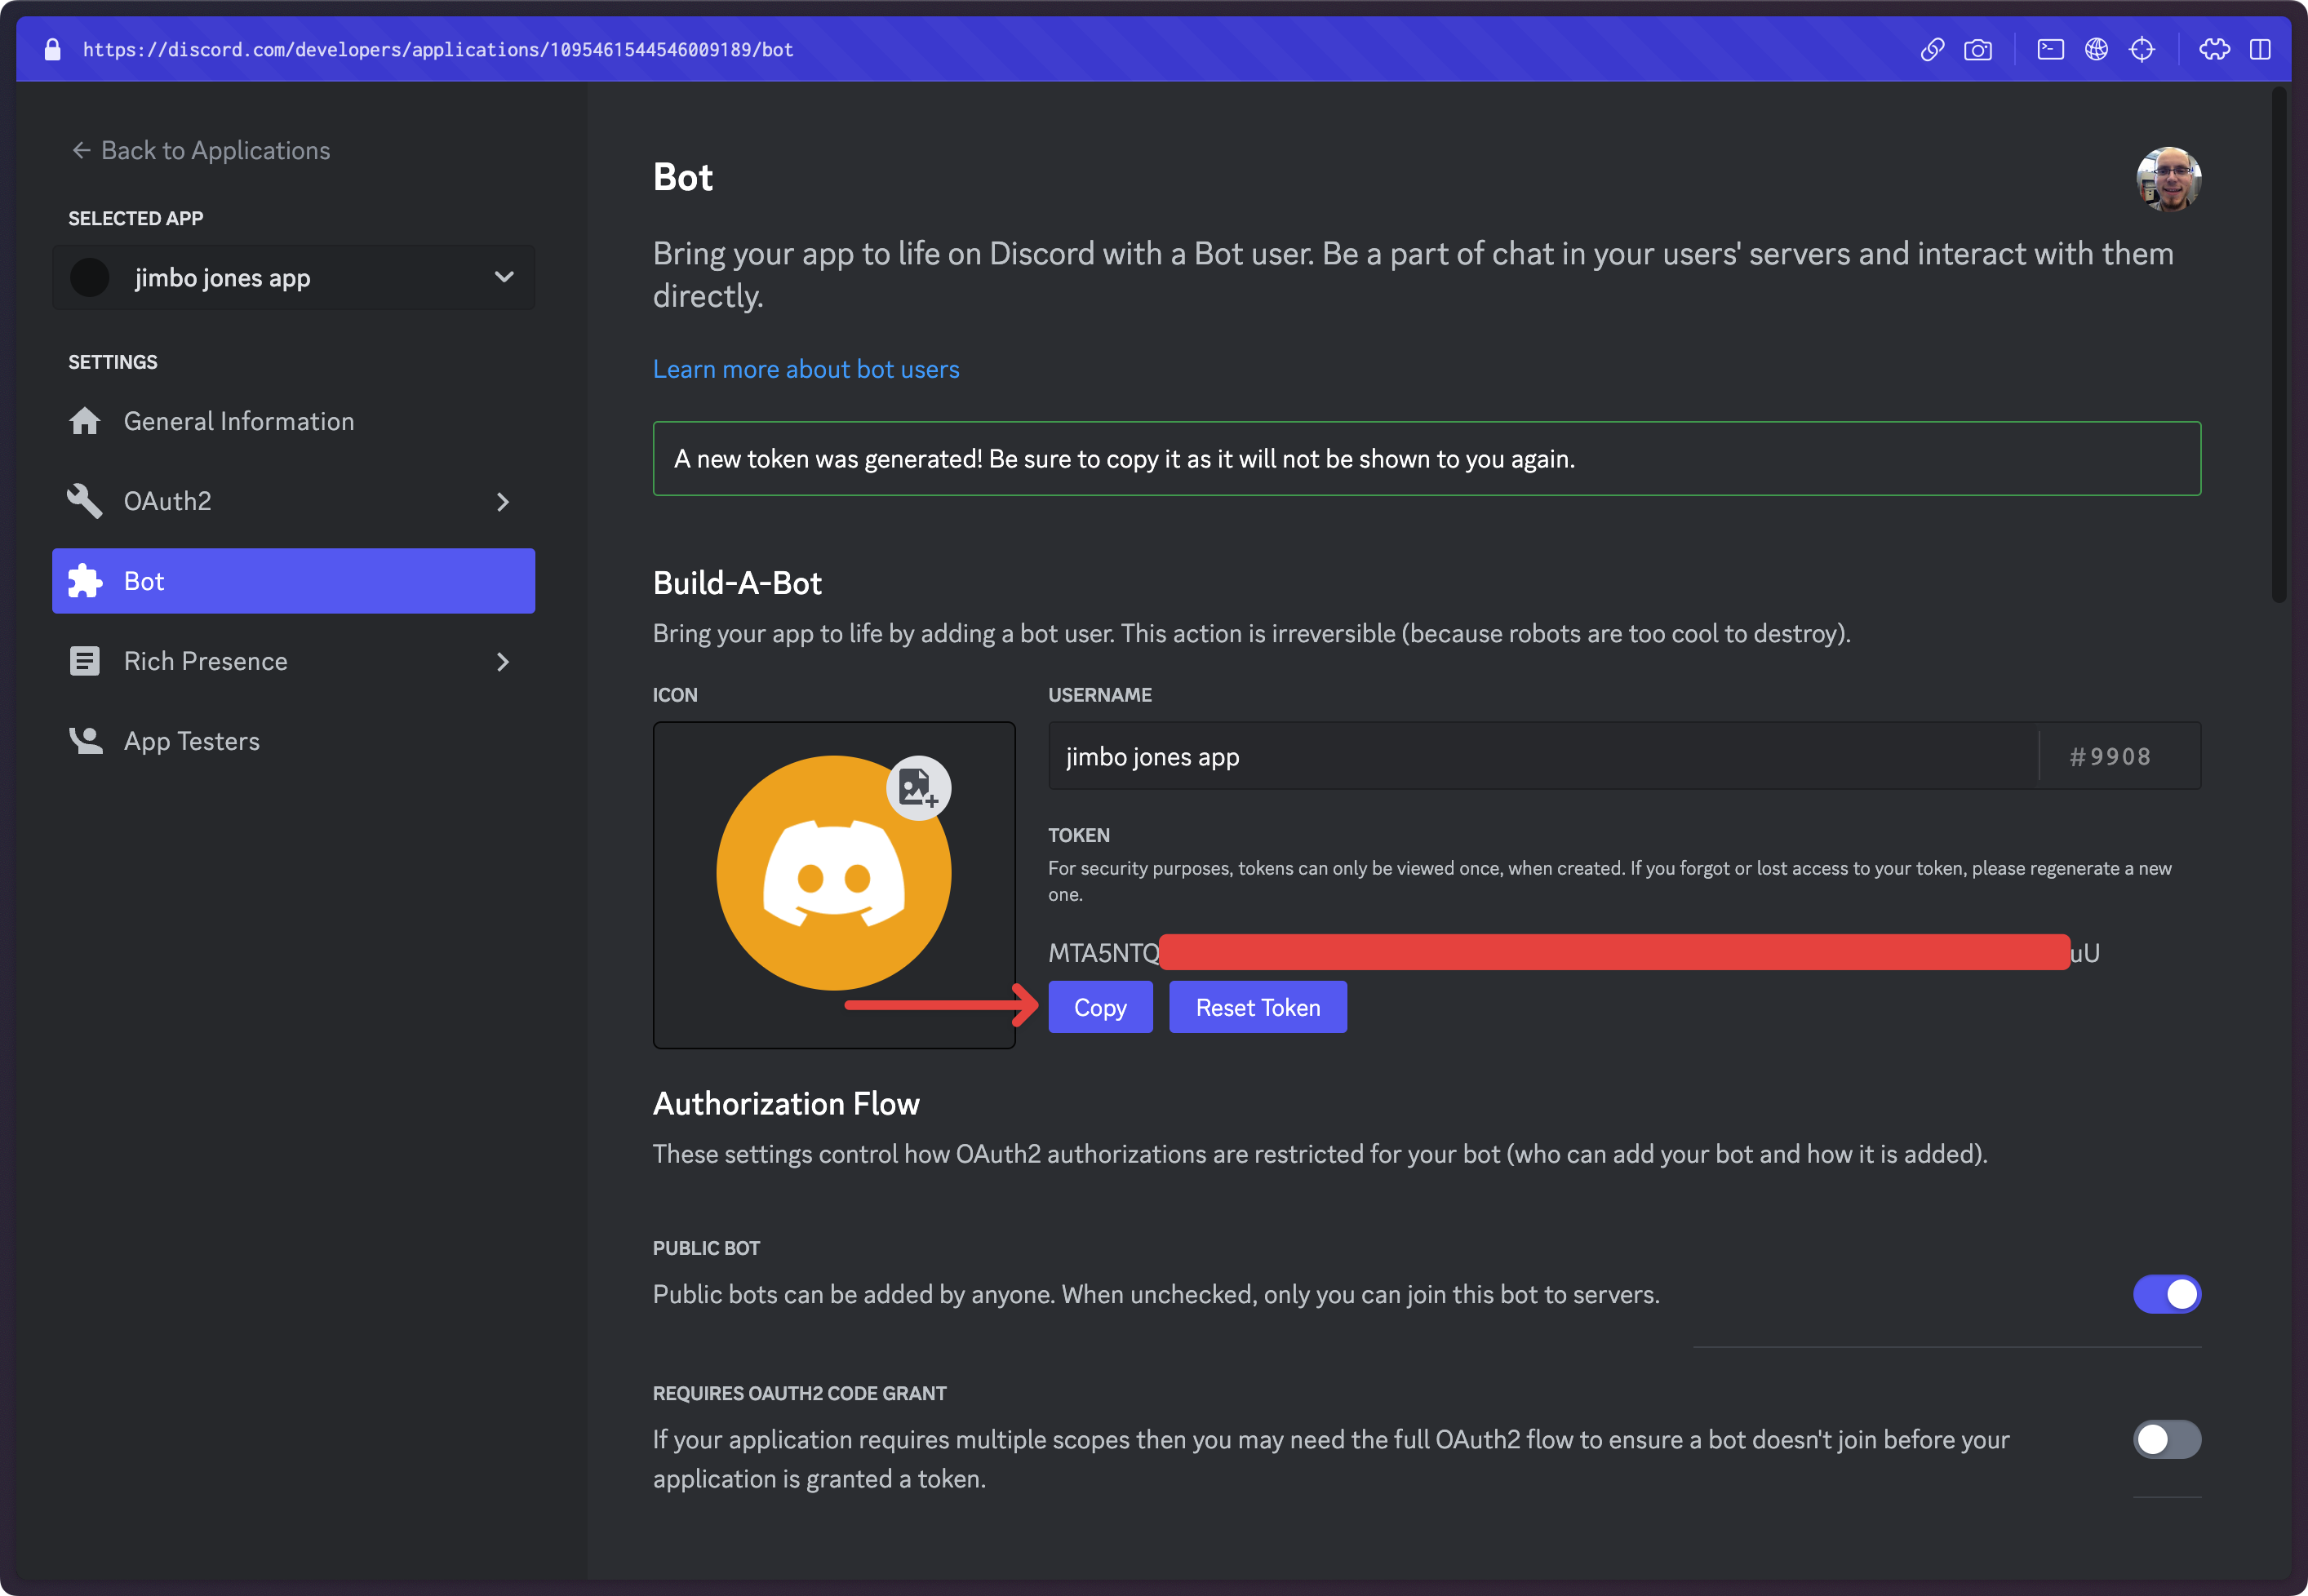 https://discord.com/developers/applications/1095461544546009189/bot
Back to Applications
SELECTED APP
jimbo jones app
SETTINGS
General Information
OAuth2
Bot
Rich Presence
App Testers
Bot
Bring your app to life on Discord with a Bot user. Be a part of chat in your users' servers and interact with them
directly.
Learn more about bot users
A new token was generated! Be sure to copy it as it will not be shown to you again.
Build-A-Bot
Bring your app to life by adding a bot user. This action is irreversible (because robots are too cool to destroy).
ICON
USERNAME
jimbo jones app
#9908
TOKEN
For security purposes, tokens can only be viewed once, when created. If you forgot or lost access to your token, please regenerate a new
one.
MTA5NTQ uU
Copy
Reset Token
Authorization Flow
These settings control how OAuth2 authorizations are restricted for your bot (who can add your bot and how it is added).
PUBLIC BOT
Public bots can be added by anyone. When unchecked, only you can join this bot to servers.
REQUIRES OAUTH2 CODE GRANT
If your application requires multiple scopes then you may need the full OAuth2 flow to ensure a bot doesn't join before your
application is granted a token.